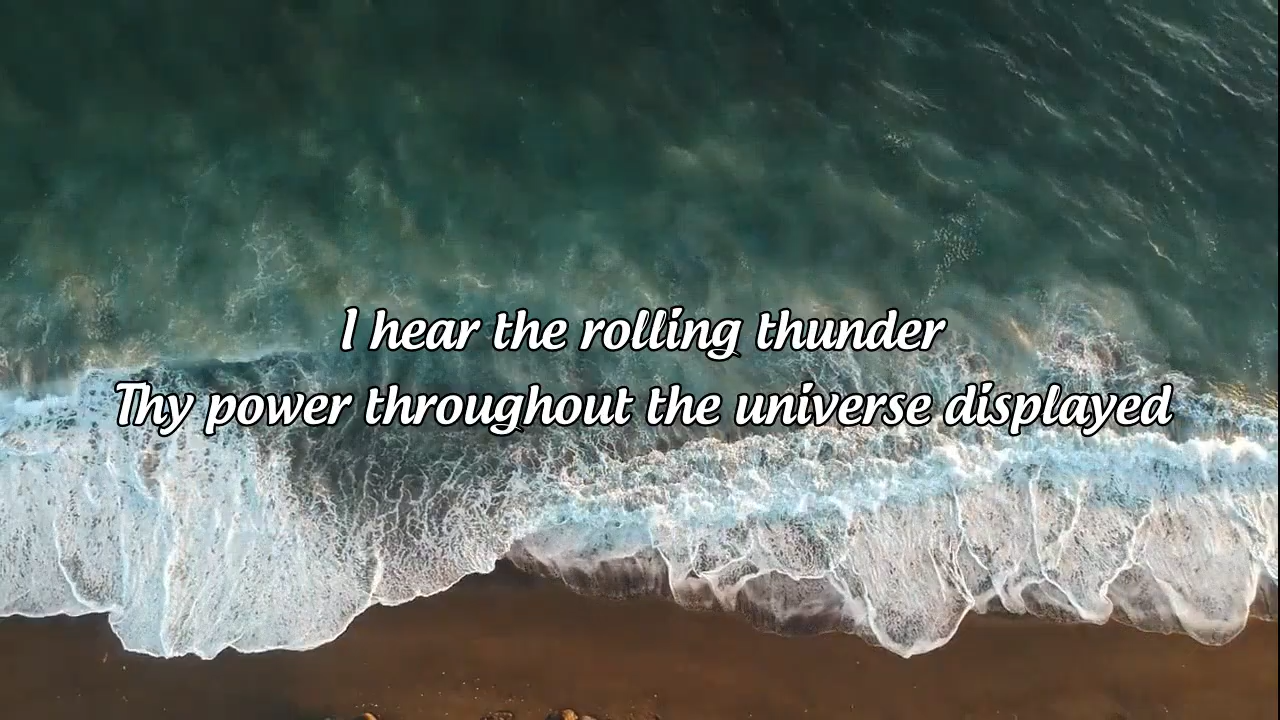 I hear the rolling thunder
Thy power throughout the universe displayed